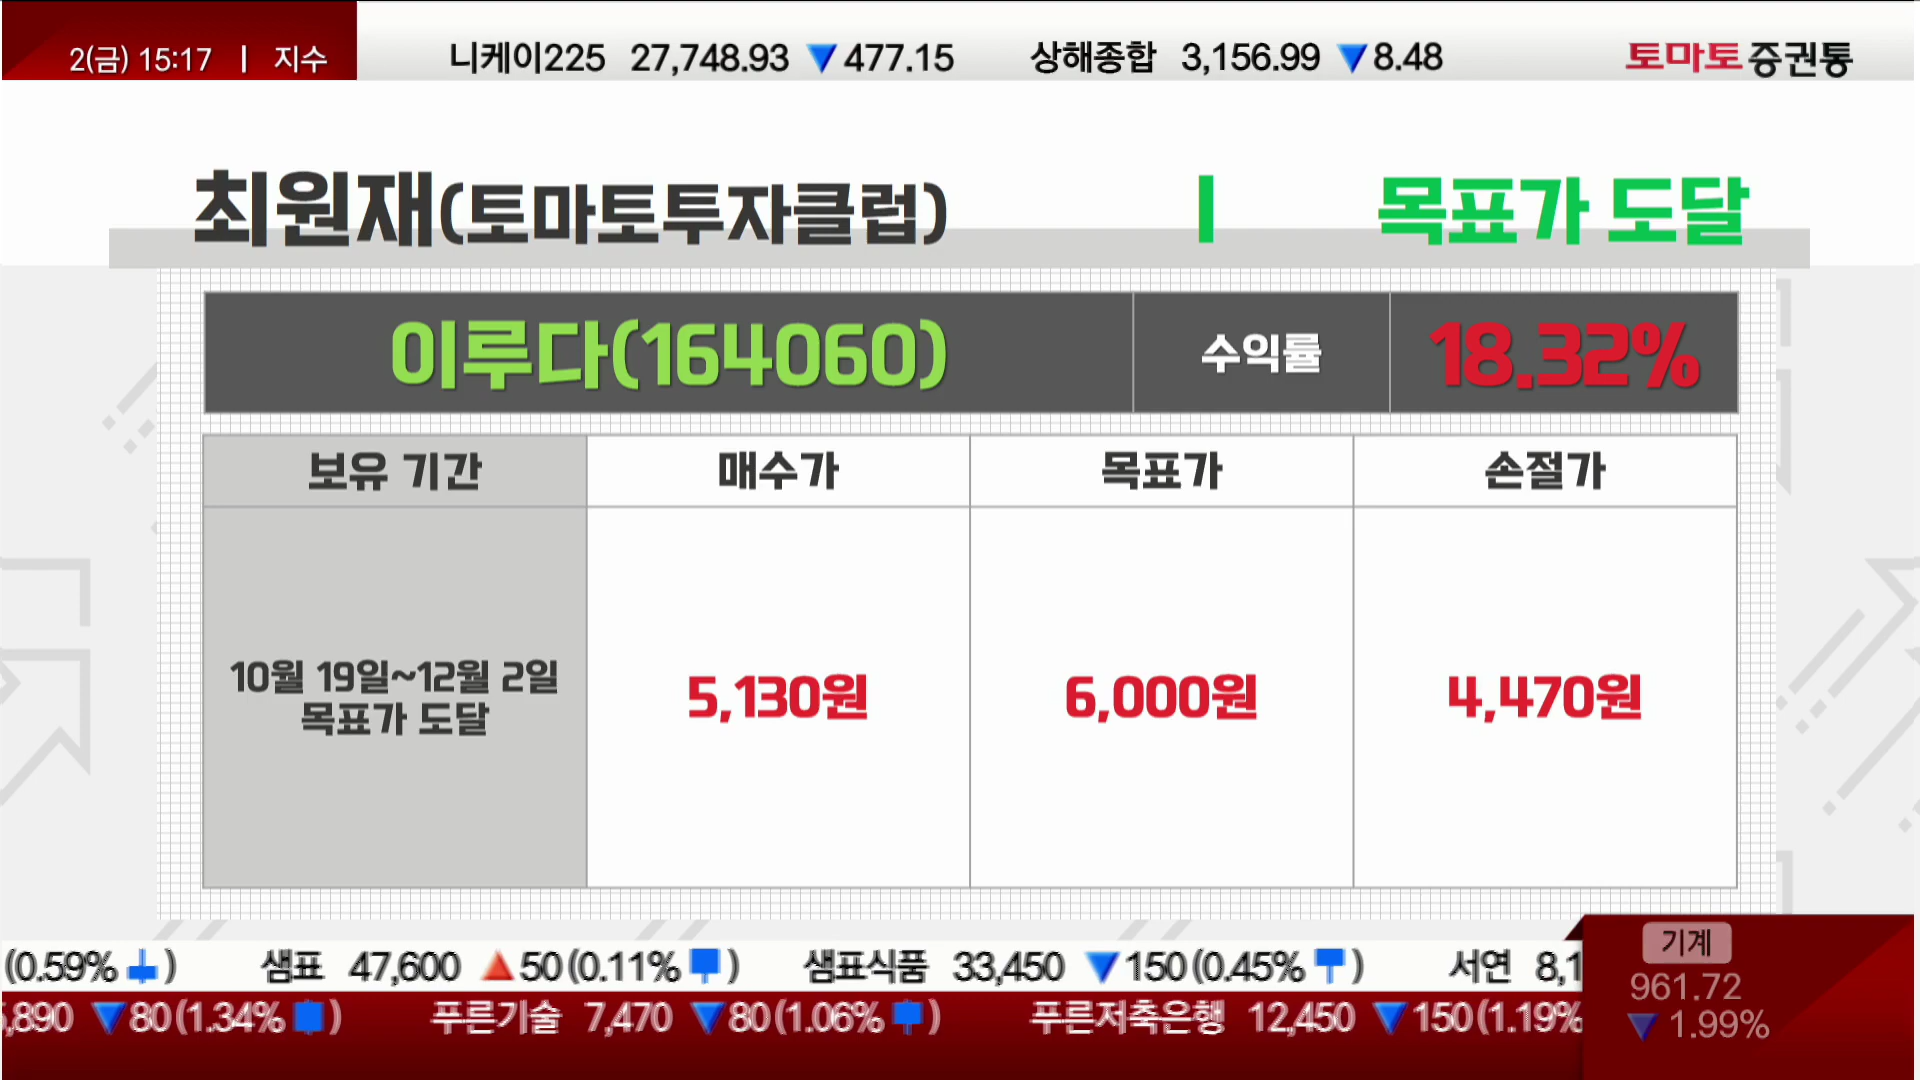 2(금) 15:17 | 지수 니케이225 27,748.93 ▼477.15 상해종합 3,156.99 ▼8.48 토마토증권통
최원재(토마토투자클럽) | 목표가 도달
이루다(164060) 수익률 18.32%
보유 기간 매수가 목표가 손절가
10월 19일~12월 2일
목표가 도달
5,130원 6,000원 4,470원
(0.59% ) 샘표 47,600 ▲50(0.11% ) 샘표식품 33,450 ▼150(0.45% ) 서연 8,1
5,890 ▼80(1.34% ) 푸른기술 7,470 ▼80(1.06% ) 푸른저축은행 12,450 ▼150(1.19%
기계
961.72
▼ 1.99%